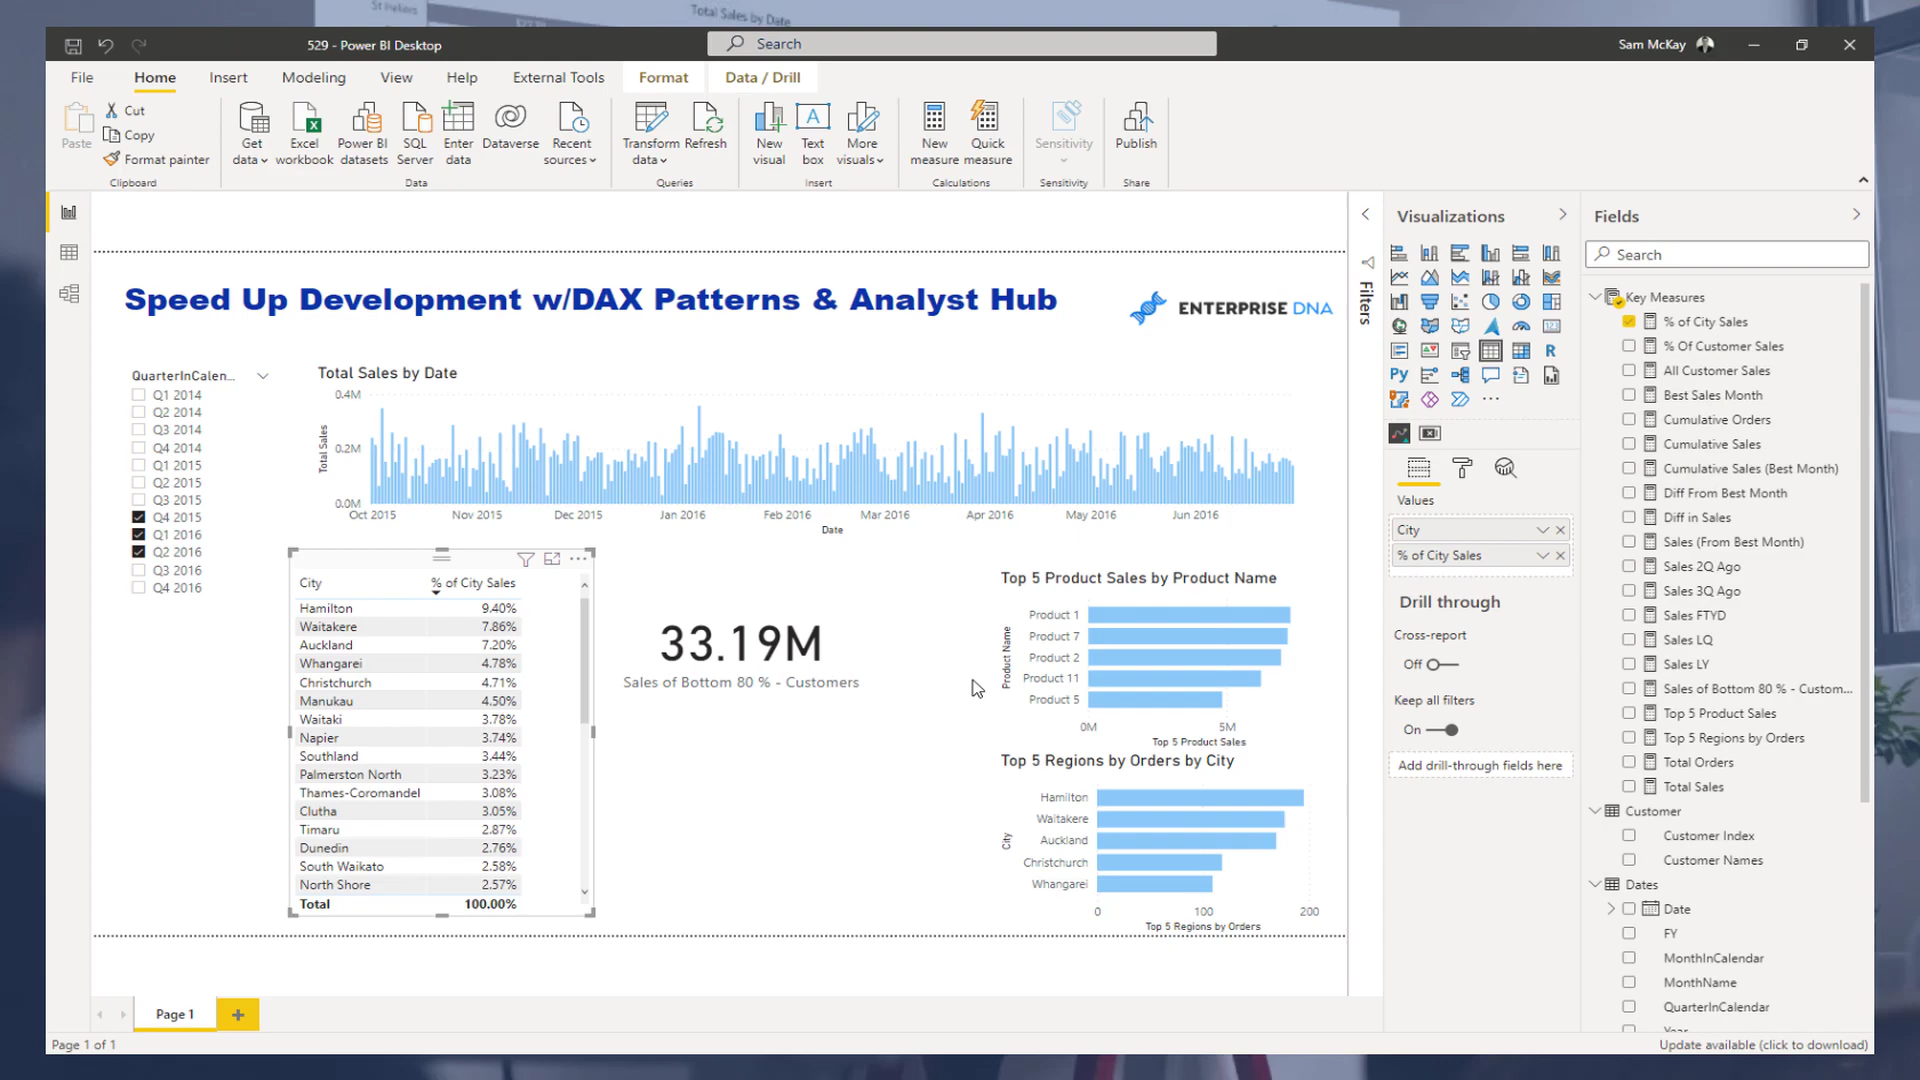 St Heliers
Total Sales by Date
529 - Power BI Desktop
Search
Sam McKay
File Home Insert Modeling View Help External Tools Format Data / Drill
Paste
Cut
Copy
Format painter
Clipboard
Get data
Excel workbook
Power BI datasets
SQL Server
Enter data
Dataverse
Recent sources
Data
Transform data
Refresh
Queries
New visual
Text box
More visuals
Insert
New measure
Quick measure
Calculations
Sensitivity
Sensitivity
Publish
Share
Speed Up Development w/DAX Patterns & Analyst Hub
ENTERPRISE DNA
QuarterInCalen...
Q1 2014
Q2 2014
Q3 2014
Q4 2014
Q1 2015
Q2 2015
Q3 2015
Q4 2015
Q1 2016
Q2 2016
Q3 2016
Q4 2016
Total Sales by Date
Total Sales
0.4M
0.2M
0.0M
Oct 2015 Nov 2015 Dec 2015 Jan 2016 Feb 2016 Mar 2016 Apr 2016 May 2016 Jun 2016
Date
City % of City Sales
Hamilton 9.40%
Waitakere 7.86%
Auckland 7.20%
Whangarei 4.78%
Christchurch 4.71%
Manukau 4.50%
Waitaki 3.78%
Napier 3.74%
Southland 3.44%
Palmerston North 3.23%
Thames-Coromandel 3.08%
Clutha 3.05%
Timaru 2.87%
Dunedin 2.76%
South Waikato 2.58%
North Shore 2.57%
Total 100.00%
33.19M
Sales of Bottom 80 % - Customers
Top 5 Product Sales by Product Name
Product Name
Product 1
Product 7
Product 2
Product 11
Product 5
0M 5M
Top 5 Product Sales
Top 5 Regions by Orders by City
City
Hamilton
Waitakere
Auckland
Christchurch
Whangarei
0 100 200
Top 5 Regions by Orders
Filters
Visualizations
R
Py
Values
City
% of City Sales
Drill through
Cross-report
Off
Keep all filters
On
Add drill-through fields here
Fields
Search
Key Measures
% of City Sales
% Of Customer Sales
All Customer Sales
Best Sales Month
Cumulative Orders
Cumulative Sales
Cumulative Sales (Best Month)
Diff From Best Month
Diff in Sales
Sales (From Best Month)
Sales 2Q Ago
Sales 3Q Ago
Sales FTYD
Sales LQ
Sales LY
Sales of Bottom 80 % - Custom...
Top 5 Product Sales
Top 5 Regions by Orders
Total Orders
Total Sales
Customer
Customer Index
Customer Names
Dates
Date
FY
MonthInCalendar
MonthName
QuarterInCalendar
Year
Page 1
Page 1 of 1
Update available (click to download)